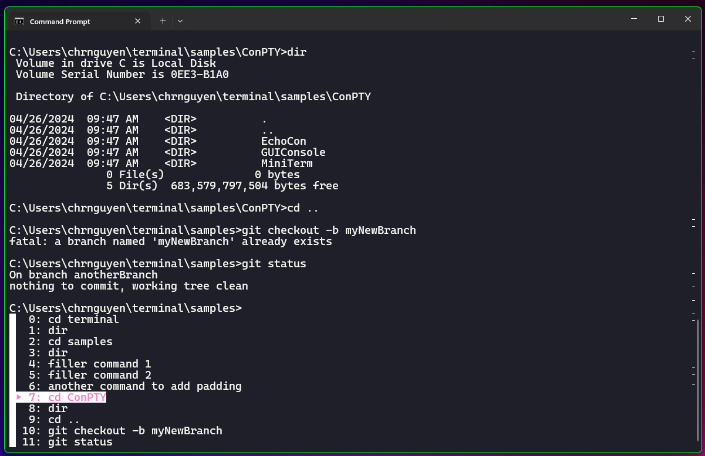 Command Prompt
C:\Users\chrnguyen\terminal\samples\ConPTY>dir
Volume in drive C is Local Disk
Volume Serial Number is 0EE3-B1A0
Directory of C:\Users\chrnguyen\terminal\samples\ConPTY
04/26/2024  09:47 AM    <DIR>          .
04/26/2024  09:47 AM    <DIR>          ..
04/26/2024  09:47 AM    <DIR>          EchoCon
04/26/2024  09:47 AM    <DIR>          GUIConsole
04/26/2024  09:47 AM    <DIR>          MiniTerm
0 File(s)              0 bytes
5 Dir(s)  683,579,797,504 bytes free
C:\Users\chrnguyen\terminal\samples\ConPTY>cd ..
C:\Users\chrnguyen\terminal\samples>git checkout -b myNewBranch
fatal: a branch named 'myNewBranch' already exists
C:\Users\chrnguyen\terminal\samples>git status
On branch anotherBranch
nothing to commit, working tree clean
C:\Users\chrnguyen\terminal\samples>
0: cd terminal
1: dir
2: cd samples
3: dir
4: filler command 1
5: filler command 2
6: another command to add padding
7: cd ConPTY
8: dir
9: cd ..
10: git checkout -b myNewBranch
11: git status